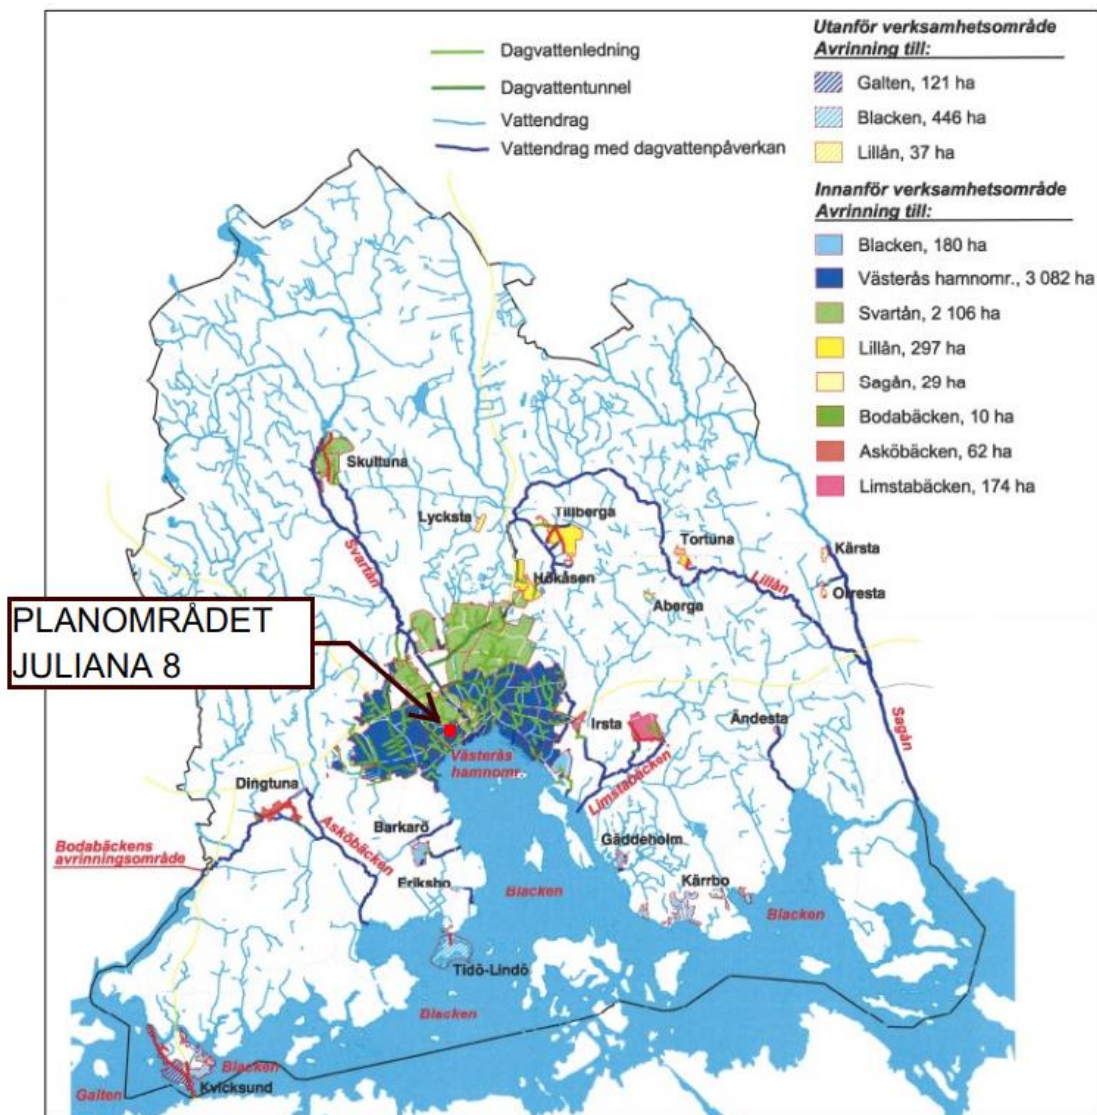 Utanför verksamhetsområde
Avrinning till:
Galten, 121 ha
Blacken, 446 ha
Lillån, 37 ha
Innanför verksamhetsområde
Avrinning till:
Blacken, 180 ha
Västerås hamnomr., 3 082 ha
Svartån, 2 106 ha
Lillån, 297 ha
Sagån, 29 ha
Bodabäcken, 10 ha
Asköbäcken, 62 ha
Limstabäcken, 174 ha
Dagvattenledning
Dagvattentunnel
Vattendrag
Vattendrag med dagvattenpåverkan
Skultuna
Lycksta
Tillberga
Tortuna
Kärsta
Svartån
Hökåsen
Lillån
Orresta
Åberga
PLANOMRÅDET
JULIANA 8
Irsta
Ändesta
Sagån
Västerås
hamnomr.
Dingtuna
Limstabäcken
Asköbäcken
Barkarö
Bodabäckens
avrinningsområde
Gäddeholm
Eriksbo
Kärrbo
Blacken
Blacken
Tidö-Lindö
Blacken
Blacken
Kvicksund
Galten